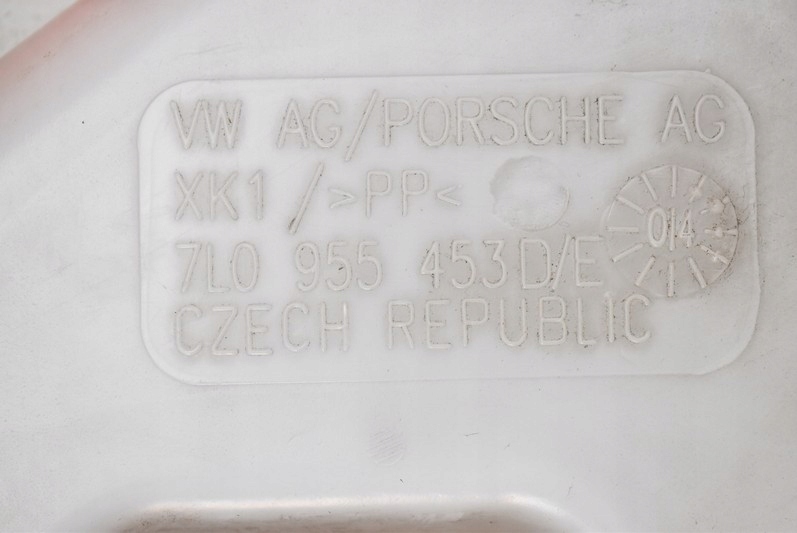 VW AG/PORSCHE AG
XK1 / >PP<
7L0 955 453D/E
014
CZECH REPUBLIC